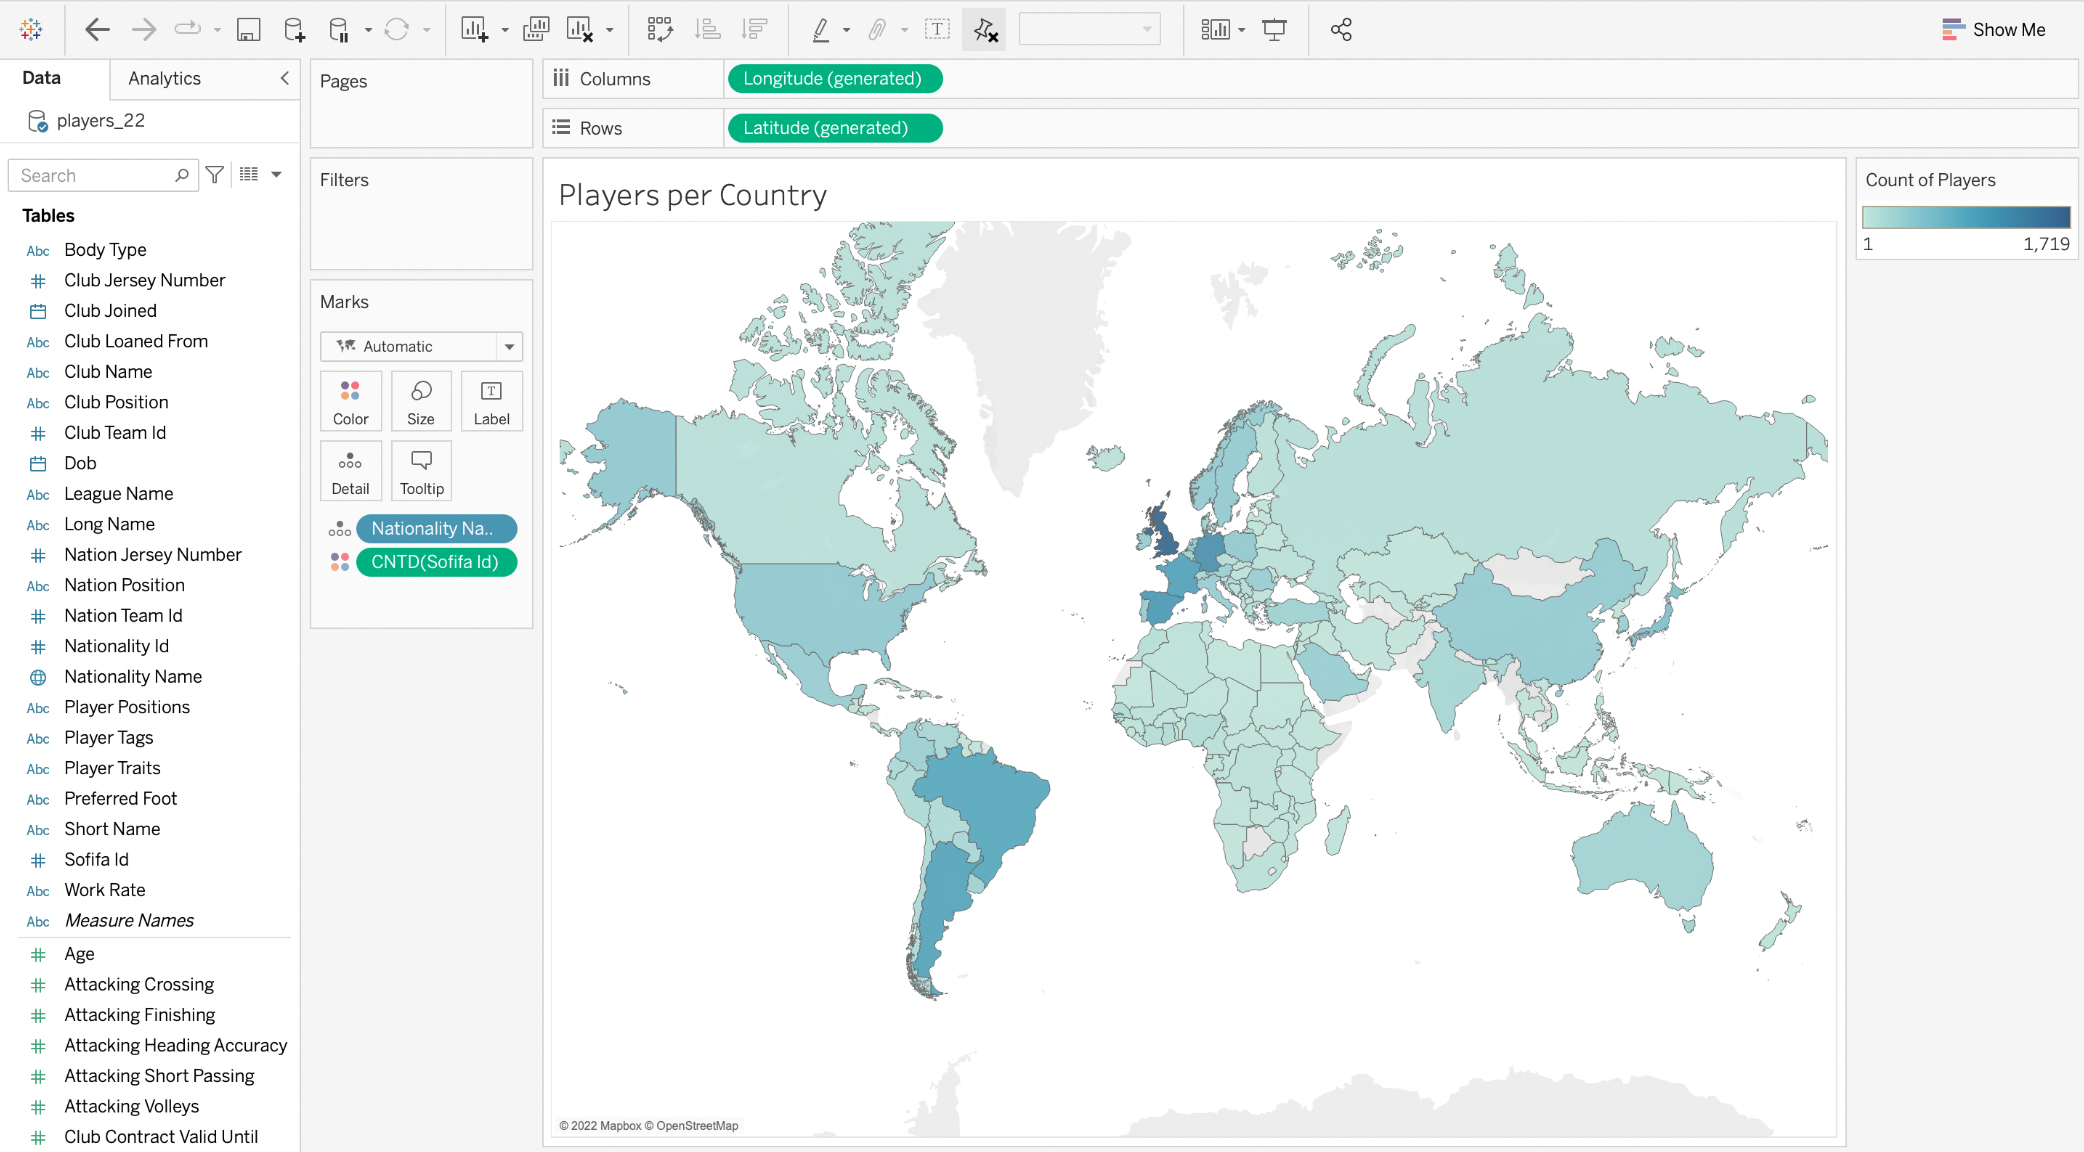 Show Me
Data
Analytics
players_22
Search
Tables
Abc Body Type
# Club Jersey Number
Club Joined
Abc Club Loaned From
Abc Club Name
Abc Club Position
# Club Team Id
Dob
Abc League Name
Abc Long Name
# Nation Jersey Number
Abc Nation Position
# Nation Team Id
# Nationality Id
Nationality Name
Abc Player Positions
Abc Player Tags
Abc Player Traits
Abc Preferred Foot
Abc Short Name
# Sofifa Id
Abc Work Rate
Abc Measure Names
# Age
# Attacking Crossing
# Attacking Finishing
# Attacking Heading Accuracy
# Attacking Short Passing
# Attacking Volleys
# Club Contract Valid Until
Pages
Filters
Marks
Automatic
Color
Size
T
Label
Detail
Tooltip
Nationality Na..
CNTD(Sofifa Id)
Columns
Longitude (generated)
Rows
Latitude (generated)
Players per Country
© 2022 Mapbox © OpenStreetMap
Count of Players
1
1,719